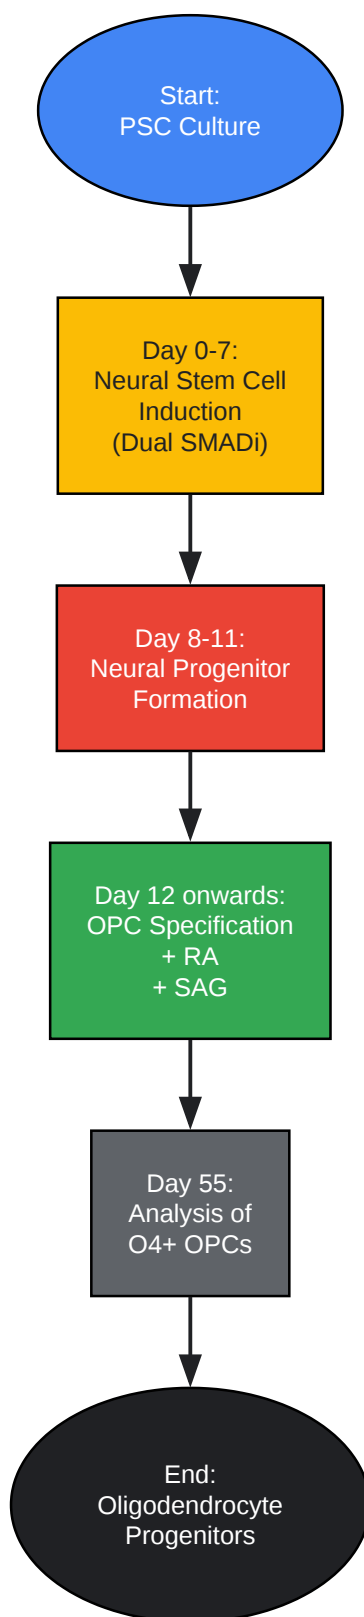 Start:
PSC Culture
Day 0-7:
Neural Stem Cell
Induction
(Dual SMADi)
Day 8-11:
Neural Progenitor
Formation
Day 12 onwards:
OPC Specification
+ RA
+ SAG
Day 55:
Analysis of
O4+ OPCs
End:
Oligodendrocyte
Progenitors